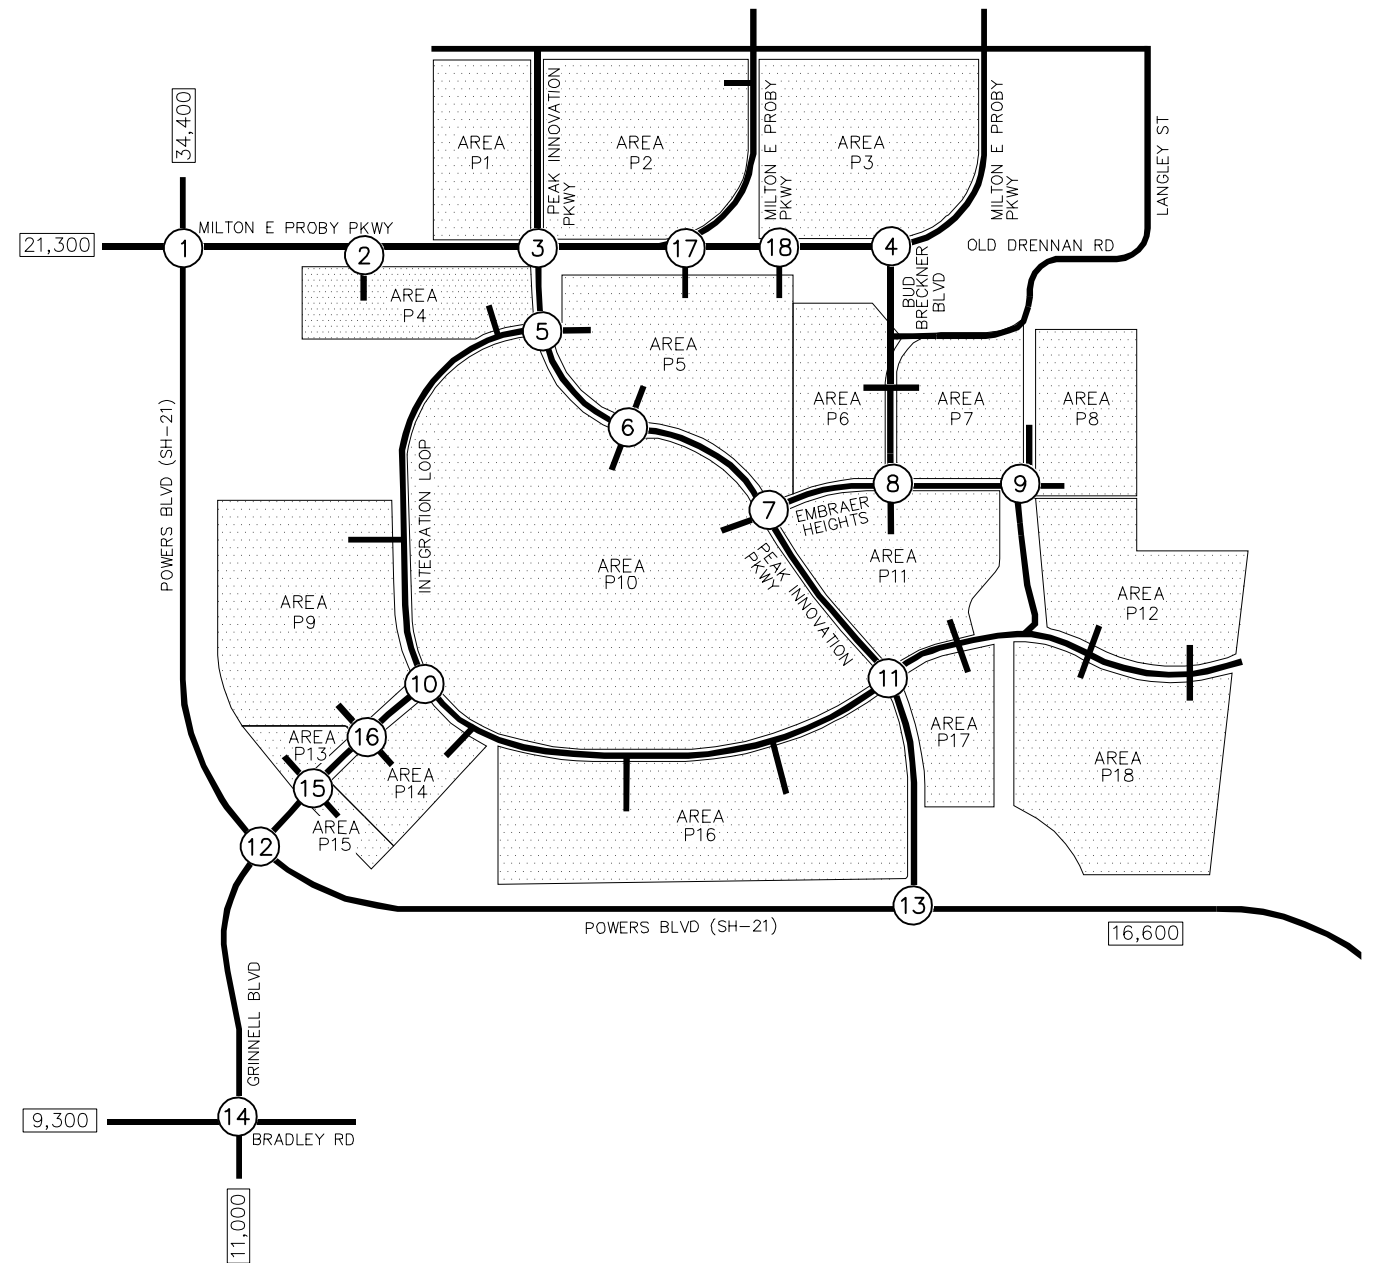 34,400
PEAK INNOVATION
PKWY
MILTON E PROBY
PKWY
MILTON E PROBY
PKWY
LANGLEY ST
AREA
P1
AREA
P2
AREA
P3
MILTON E PROBY PKWY
21,300
1
2
3
17
18
4
OLD DRENNAN RD
BUD
BRECKNER
BLVD
AREA
P4
5
AREA
P5
AREA
P6
AREA
P7
AREA
P8
6
POWERS BLVD (SH-21)
INTEGRATION LOOP
7
8
9
EMBRAER
HEIGHTS
PEAK INNOVATION
PKWY
AREA
P9
AREA
P10
AREA
P11
AREA
P12
10
11
16
AREA
P13
AREA
P14
15
AREA
P15
12
AREA
P16
AREA
P17
AREA
P18
13
POWERS BLVD (SH-21)
16,600
GRINNELL BLVD
9,300
14
BRADLEY RD
11,000